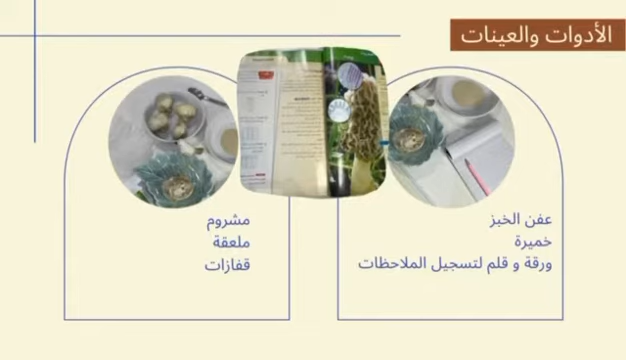 الأدوات والعينات
عفن الخبز
خميرة
ورقة و قلم لتسجيل الملاحظات
مشروم
ملعقة
قفازات